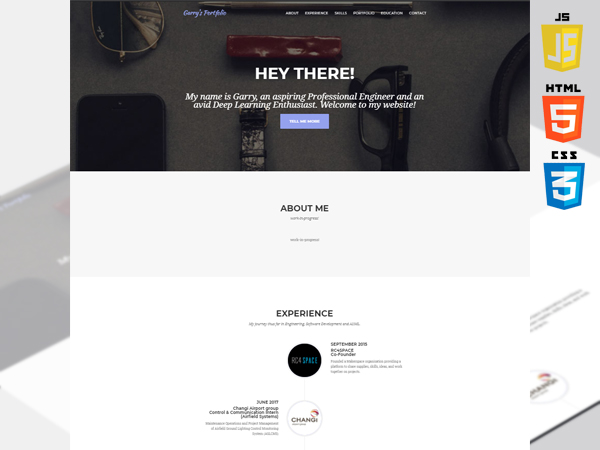 Garry's Portfolio
ABOUT EXPERIENCE SKILLS PORTFOLIO EDUCATION CONTACT
HEY THERE!
My name is Garry, an aspiring Professional Engineer and an
avid Deep Learning Enthusiast. Welcome to my website!
TELL ME MORE!
JS
JS
HTML
5
CSS
3
ABOUT ME
work-in-progress!
work-in-progress!
EXPERIENCE
My journey thus far in Engineering, Software Development and AI/ML.
SEPTEMBER 2015
RC4SPACE
Co-Founder
RC4 SPACE
Founded a Makerspace organization providing a
platform to share supplies, skills, ideas, and work
together on projects.
JUNE 2017
Changi Airport group
Control & Communication Intern
(Airfield Systems)
CHANGI
Maintenance Operations and Project Management
of Airfield Ground Lighting Control Monitoring